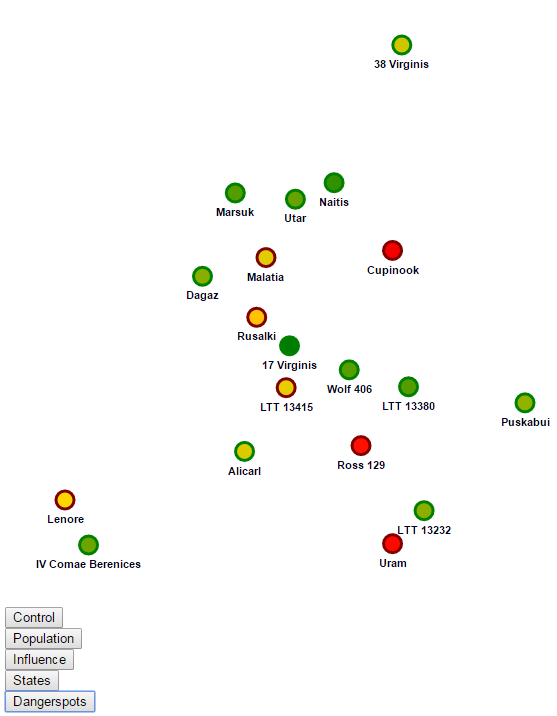 38 Virginis
Naitis
Marsuk
Utar
Cupinook
Malatia
Dagaz
Rusalki
17 Virginis
Wolf 406
LTT 13415
LTT 13380
Puskabui
Ross 129
Alicarl
Lenore
LTT 13232
Uram
IV Comae Berenices
Control
Population
Influence
States
Dangerspots